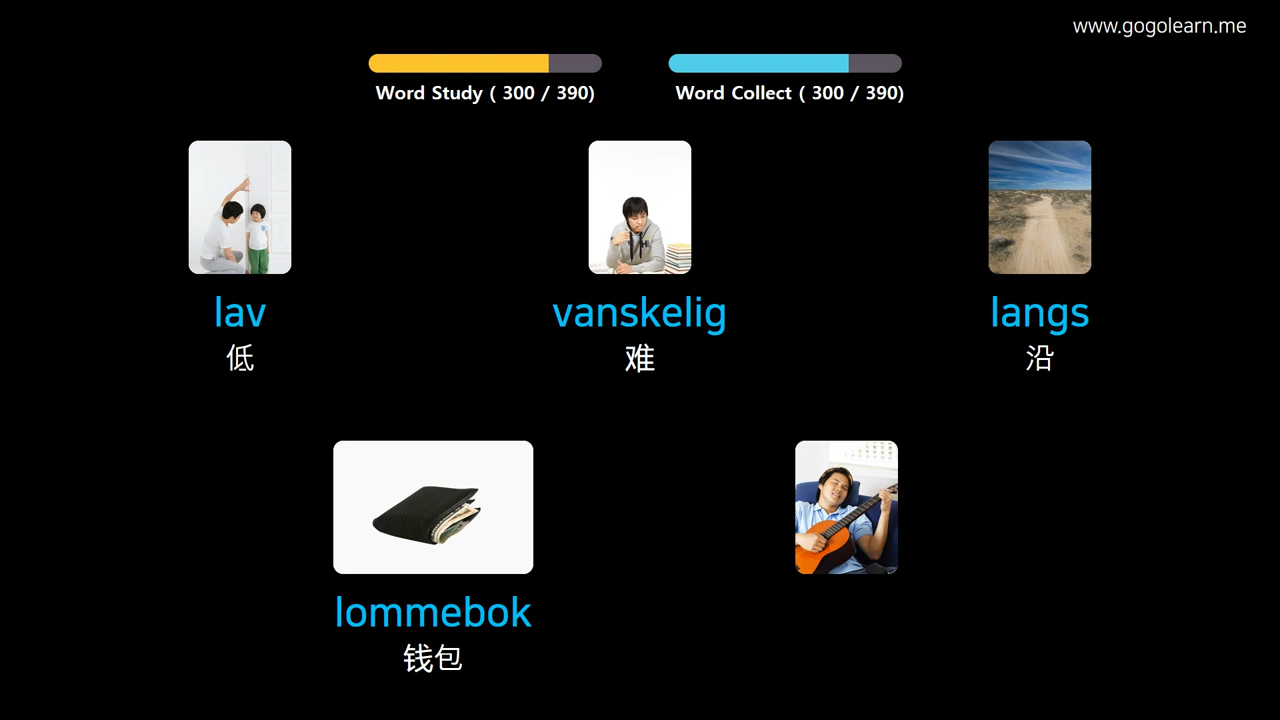 www.gogolearn.me
Word Study ( 300 / 390)
Word Collect ( 300 / 390)
lav
低
vanskelig
难
langs
沿
lommebok
钱包